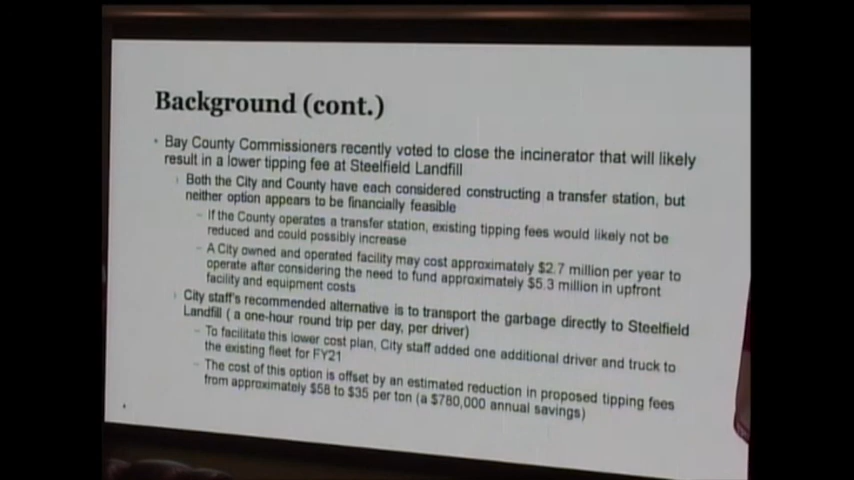 Background (cont.)
• Bay County Commissioners recently voted to close the incinerator that will likely
result in a lower tipping fee at Steelfield Landfill
Both the City and County have each considered constructing a transfer station, but
neither option appears to be financially feasible
– If the County operates a transfer station, existing tipping fees would likely not be
reduced and could possibly increase
– A City owned and operated facility may cost approximately $2.7 million per year to
operate after considering the need to fund approximately $5.3 million in upfront
facility and equipment costs
City staff's recommended alternative is to transport the garbage directly to Steelfield
Landfill ( a one-hour round trip per day, per driver)
– To facilitate this lower cost plan, City staff added one additional driver and truck to
the existing fleet for FY21
– The cost of this option is offset by an estimated reduction in proposed tipping fees
from approximately $58 to $35 per ton (a $780,000 annual savings)